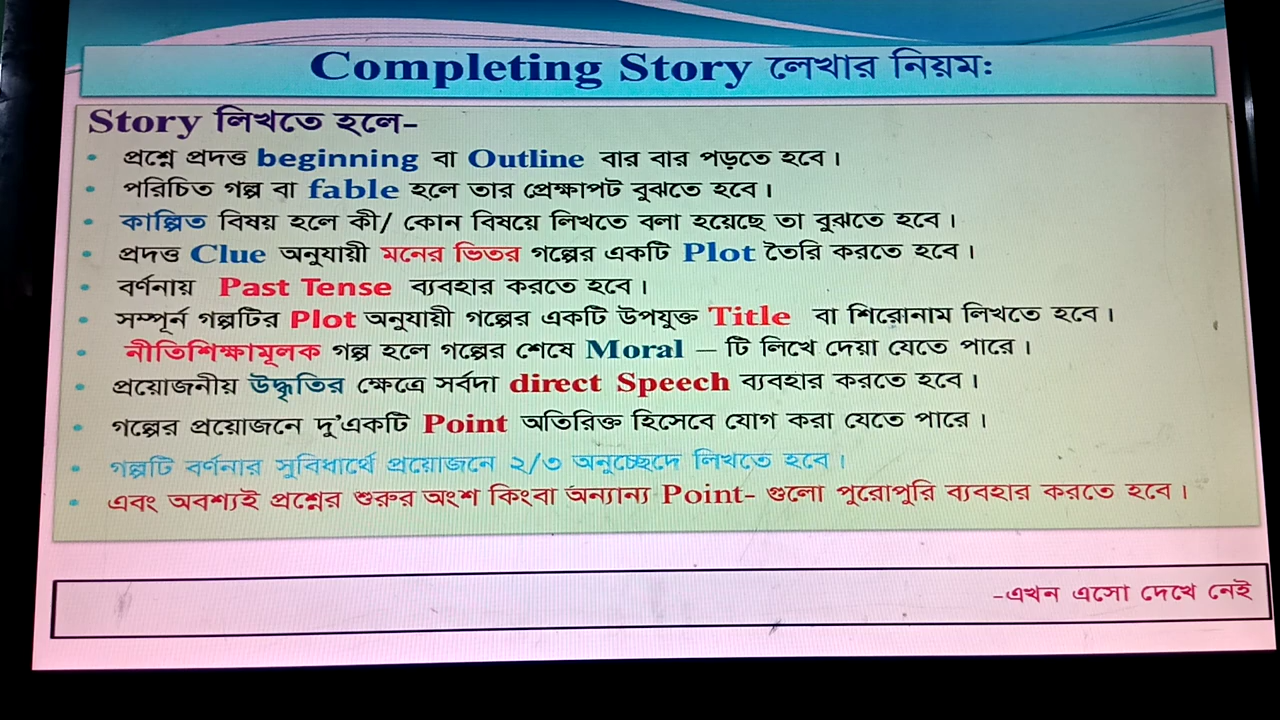 Completing Story লেখার নিয়মঃ
Story লিখতে হলে-
• প্রশ্নে প্রদত্ত beginning বা Outline বার বার পড়তে হবে।
• পরিচিত গল্প বা fable হলে তার প্রেক্ষাপট বুঝতে হবে।
• কাল্পিত বিষয় হলে কী/ কোন বিষয়ে লিখতে বলা হয়েছে তা বুঝতে হবে।
• প্রদত্ত Clue অনুযায়ী মনের ভিতর গল্পের একটি Plot তৈরি করতে হবে।
• বর্ণনায় Past Tense ব্যবহার করতে হবে।
• সম্পূর্ন গল্পটির Plot অনুযায়ী গল্পের একটি উপযুক্ত Title বা শিরোনাম লিখতে হবে।
• নীতিশিক্ষামূলক গল্প হলে গল্পের শেষে Moral – টি লিখে দেয়া যেতে পারে।
• প্রয়োজনীয় উদ্ধৃতির ক্ষেত্রে সর্বদা direct Speech ব্যবহার করতে হবে।
• গল্পের প্রয়োজনে দু'একটি Point অতিরিক্ত হিসেবে যোগ করা যেতে পারে।
• গল্পটি বর্ণনার সুবিধার্থে প্রয়োজনে ২/৩ অনুচ্ছেদে লিখতে হবে।
• এবং অবশ্যই প্রশ্নের শুরুর অংশ কিংবা অন্যান্য Point- গুলো পুরোপুরি ব্যবহার করতে হবে।
-এখন এসো দেখে নেই